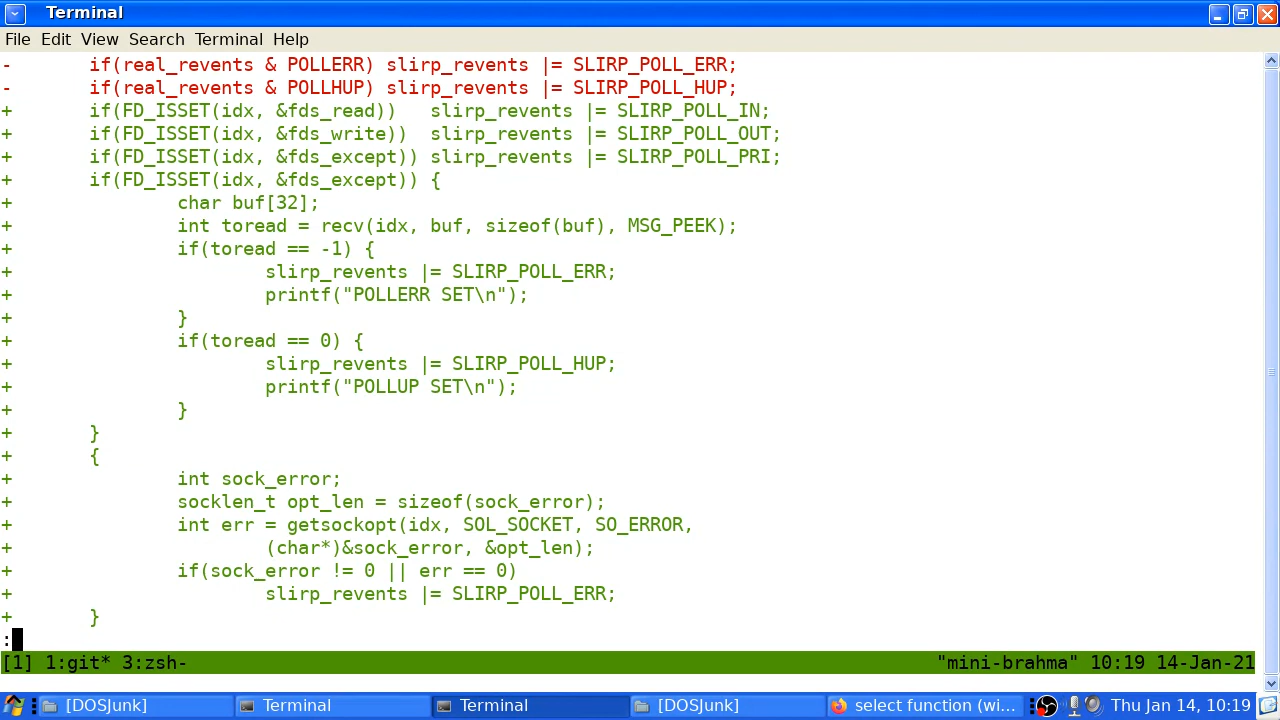 Terminal
File Edit View Search Terminal Help
-       if(real_revents & POLLERR) slirp_revents |= SLIRP_POLL_ERR;
-       if(real_revents & POLLHUP) slirp_revents |= SLIRP_POLL_HUP;
+       if(FD_ISSET(idx, &fds_read))   slirp_revents |= SLIRP_POLL_IN;
+       if(FD_ISSET(idx, &fds_write))  slirp_revents |= SLIRP_POLL_OUT;
+       if(FD_ISSET(idx, &fds_except)) slirp_revents |= SLIRP_POLL_PRI;
+       if(FD_ISSET(idx, &fds_except)) {
+               char buf[32];
+               int toread = recv(idx, buf, sizeof(buf), MSG_PEEK);
+               if(toread == -1) {
+                       slirp_revents |= SLIRP_POLL_ERR;
+                       printf("POLLERR SET\n");
+               }
+               if(toread == 0) {
+                       slirp_revents |= SLIRP_POLL_HUP;
+                       printf("POLLUP SET\n");
+               }
+       }
+       {
+               int sock_error;
+               socklen_t opt_len = sizeof(sock_error);
+               int err = getsockopt(idx, SOL_SOCKET, SO_ERROR,
+                       (char*)&sock_error, &opt_len);
+               if(sock_error != 0 || err == 0)
+                       slirp_revents |= SLIRP_POLL_ERR;
+       }
:
[1] 1:git* 3:zsh- "mini-brahma" 10:19 14-Jan-21
[DOSJunk] Terminal Terminal [DOSJunk] select function (wi... Thu Jan 14, 10:19